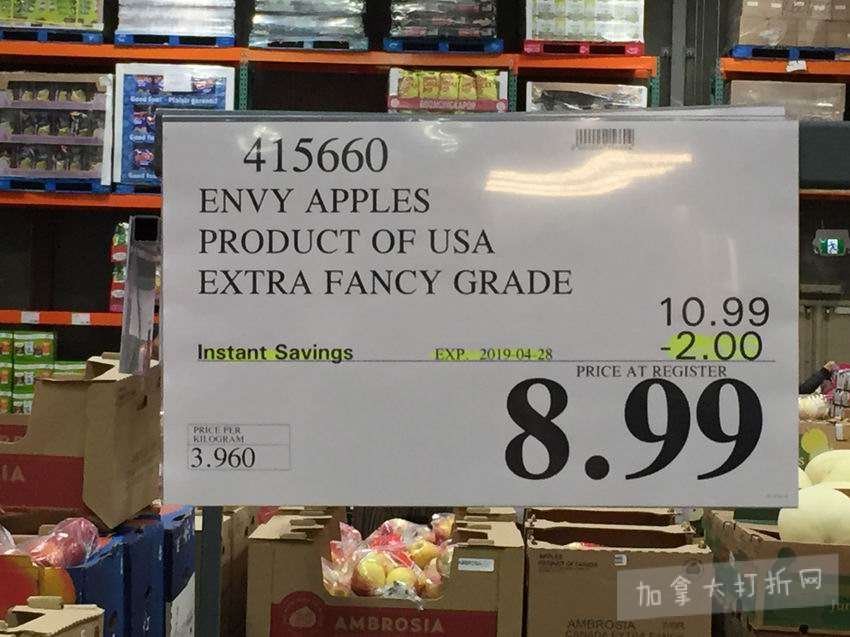 415660
ENVY APPLES
PRODUCT OF USA
EXTRA FANCY GRADE
10.99
Instant Savings EXP. 2019-04-28 -2.00
PRICE AT REGISTER
8.99
PRICE PER
KILOGRAM
3.960
AMBROSIA
AMBROSIA
加拿大打折网